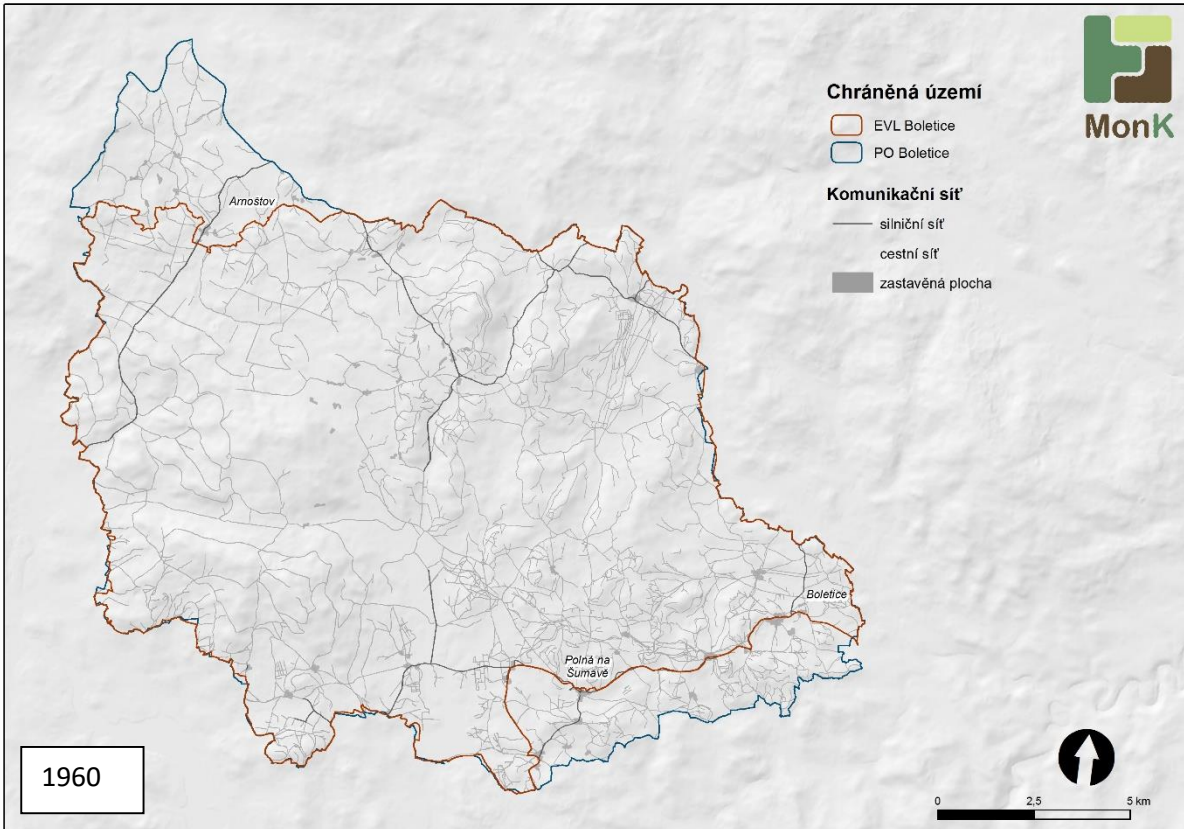 MonK
Chráněná území
EVL Boletice
PO Boletice
Komunikační síť
silniční síť
cestní síť
zastavěná plocha
Arnoštov
Boletice
Polná na
Šumavě
1960
0 2,5 5 km